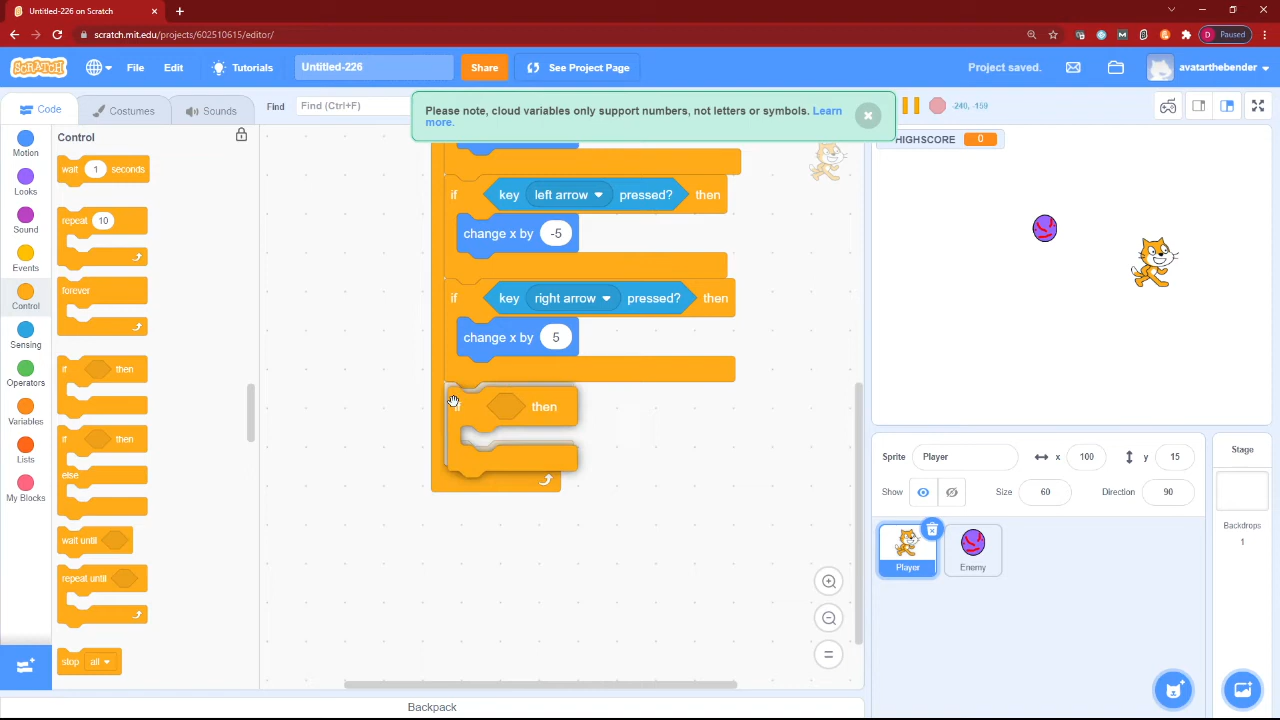 Untitled-226 on Scratch
scratch.mit.edu/projects/602510615/editor/
D Paused
SCRATCH
File
Edit
Tutorials
Untitled-226
Share
See Project Page
Project saved.
avatarthebender
Code
Costumes
Sounds
Find
Find (Ctrl+F)
Please note, cloud variables only support numbers, not letters or symbols. Learn
more.
-240, -159
Motion
Looks
Sound
Events
Control
Sensing
Operators
Variables
Lists
My Blocks
Control
wait 1 seconds
repeat 10
forever
if then
if then
else
wait until
repeat until
stop all
if key left arrow pressed? then
change x by -5
if key right arrow pressed? then
change x by 5
if then
HIGHSCORE 0
Sprite Player x 100 y 15
Show Size 60 Direction 90
Player
Enemy
Stage
Backdrops
1
Backpack